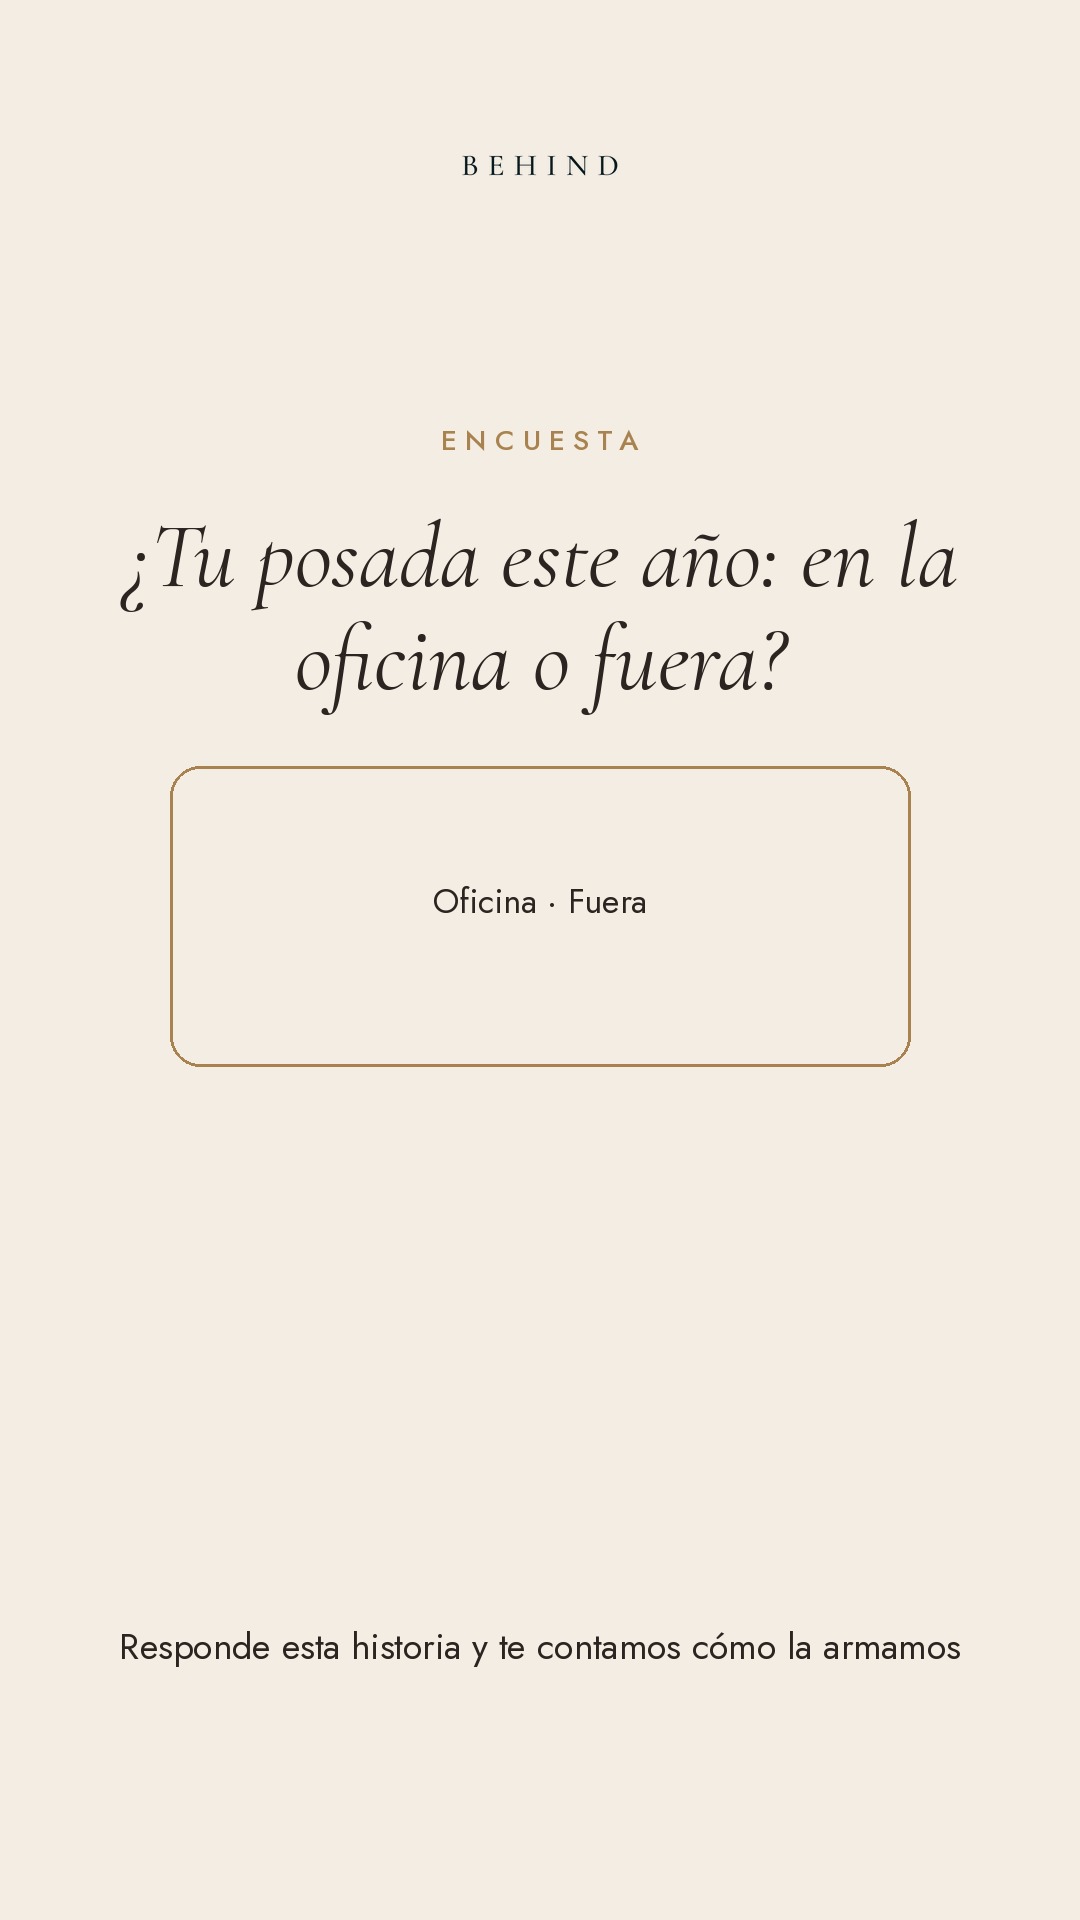 BEHIND
ENCUESTA
¿Tu posada este año: en la
oficina o fuera?
Oficina · Fuera
Responde esta historia y te contamos cómo la armamos